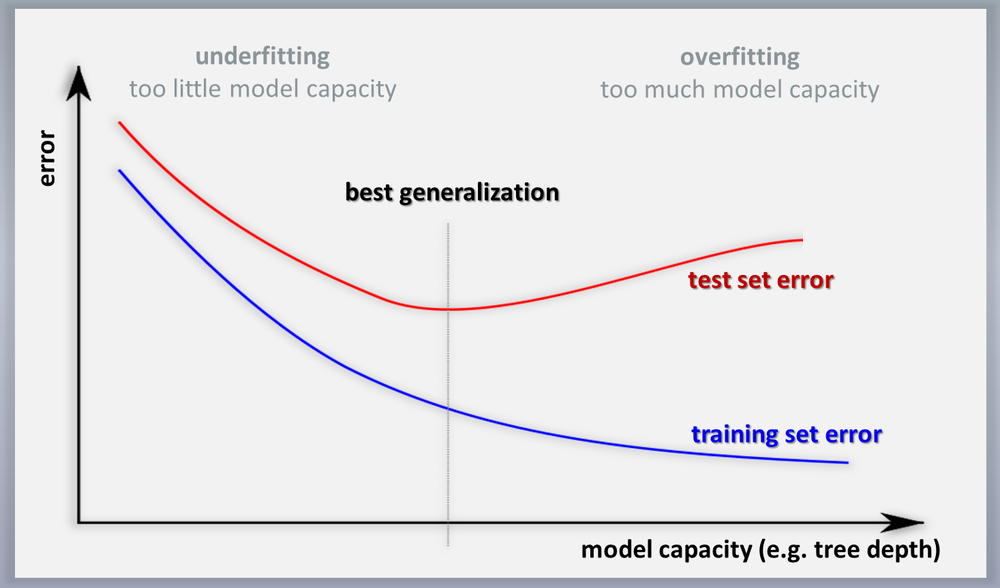 underfitting
too little model capacity
overfitting
too much model capacity
error
best generalization
test set error
training set error
model capacity (e.g. tree depth)